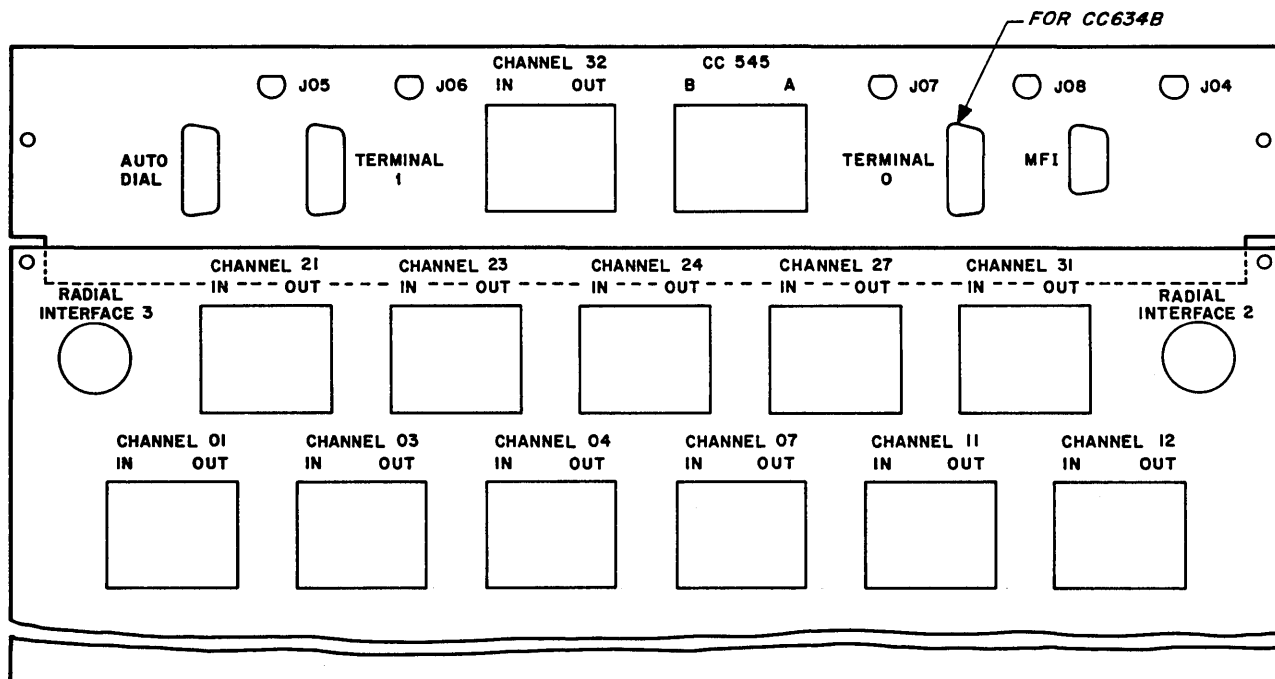 FOR CC634B
CHANNEL 32
IN OUT
CC 545
B A
J05
J06
J07
J08
J04
AUTO
DIAL
TERMINAL
1
TERMINAL
0
MFI
CHANNEL 21
IN OUT
CHANNEL 23
IN OUT
CHANNEL 24
IN OUT
CHANNEL 27
IN OUT
CHANNEL 31
IN OUT
RADIAL
INTERFACE 3
RADIAL
INTERFACE 2
CHANNEL 01
IN OUT
CHANNEL 03
IN OUT
CHANNEL 04
IN OUT
CHANNEL 07
IN OUT
CHANNEL 11
IN OUT
CHANNEL 12
IN OUT